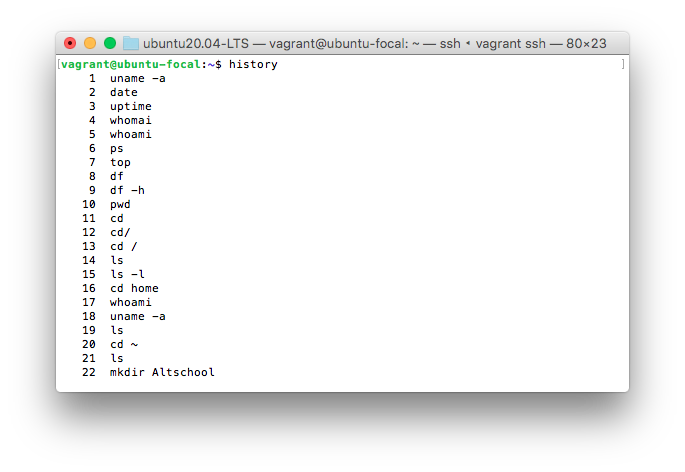 ubuntu20.04-LTS — vagrant@ubuntu-focal: ~ — ssh ◂ vagrant ssh — 80×23
[vagrant@ubuntu-focal:~$ history ]
1 uname -a
2 date
3 uptime
4 whomai
5 whoami
6 ps
7 top
8 df
9 df -h
10 pwd
11 cd
12 cd/
13 cd /
14 ls
15 ls -l
16 cd home
17 whoami
18 uname -a
19 ls
20 cd ~
21 ls
22 mkdir Altschool